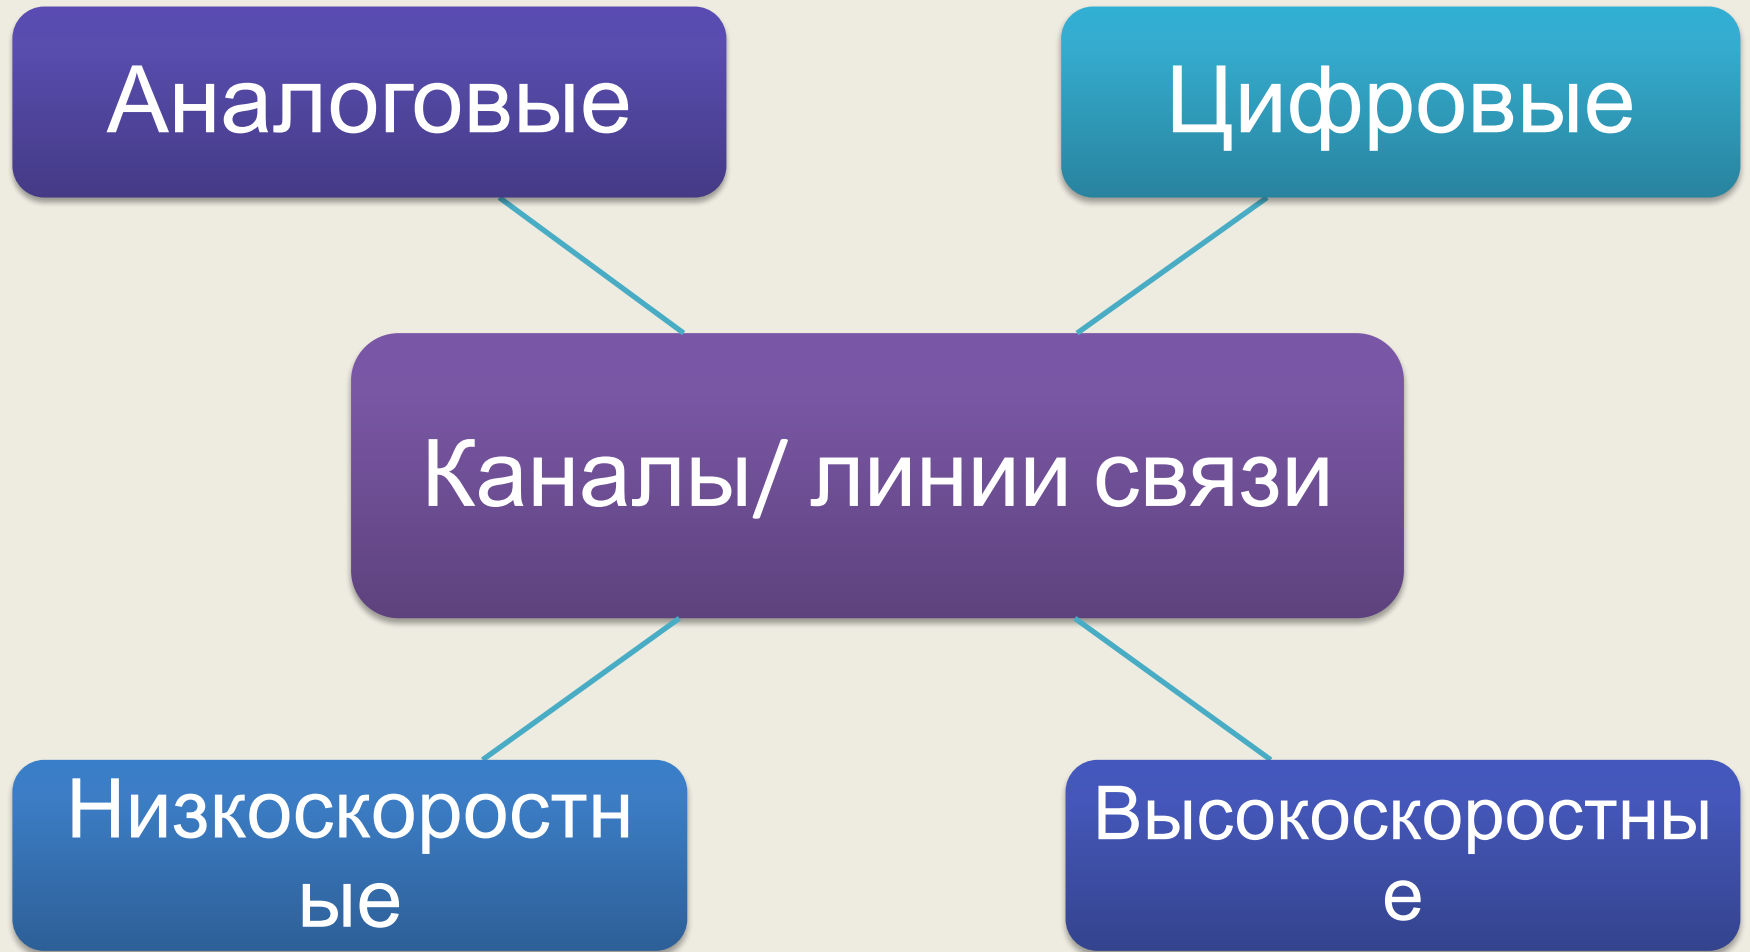 Аналоговые
Цифровые
Каналы/ линии связи
Низкоскоростн
ые
Высокоскоростны
е